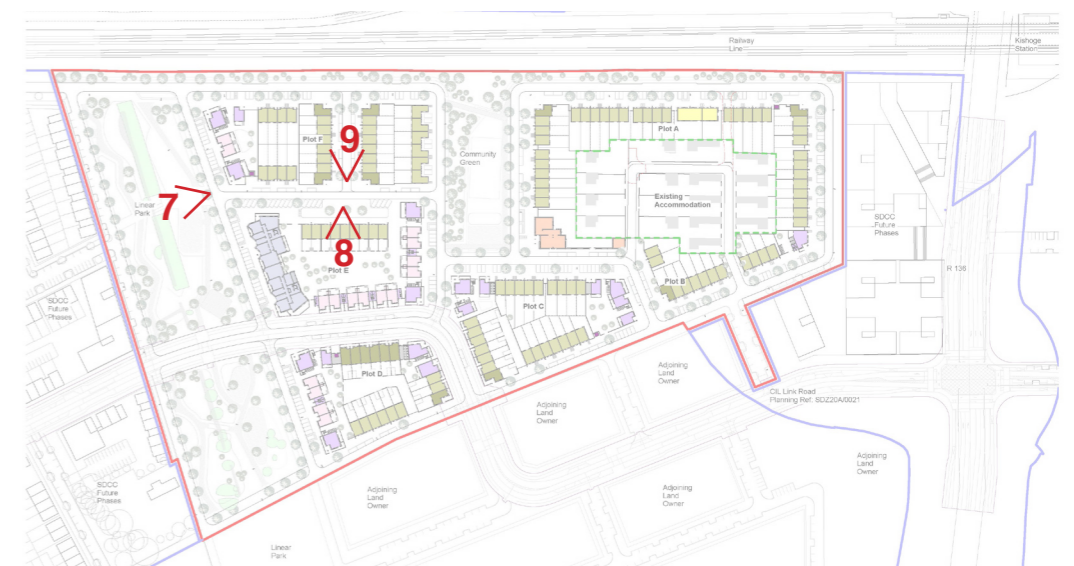 Railway
Line
Kishoge
Station
Plot A
Plot F
9
Community
Green
7
Linear
Park
Existing
Accommodation
SDCC
Future
Phases
8
Plot E
R 136
Plot B
SDCC
Future
Phases
Plot C
Plot D
Adjoining
Land
Owner
CIL Link Road
Planning Ref. SDZ20A/0021
Adjoining
Land
Owner
Adjoining
Land
Owner
SDCC
Future
Phases
Adjoining
Land
Owner
Adjoining
Land
Owner
Linear
Park